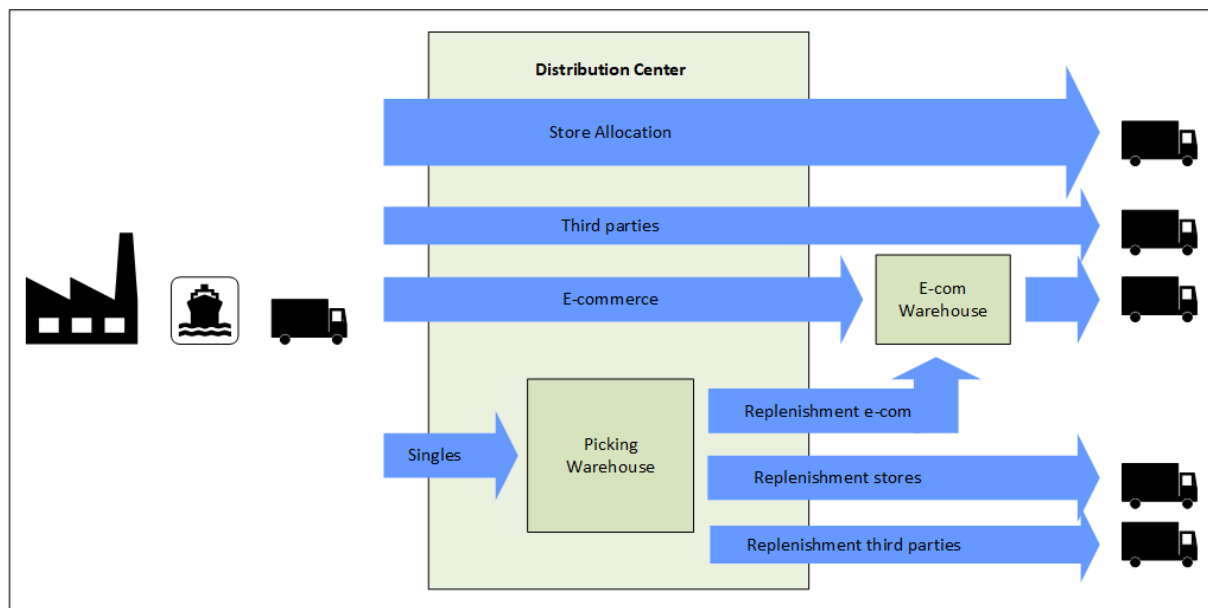 Distribution Center
Store Allocation
Third parties
E-commerce
E-com
Warehouse
Replenishment e-com
Singles
Picking
Warehouse
Replenishment stores
Replenishment third parties